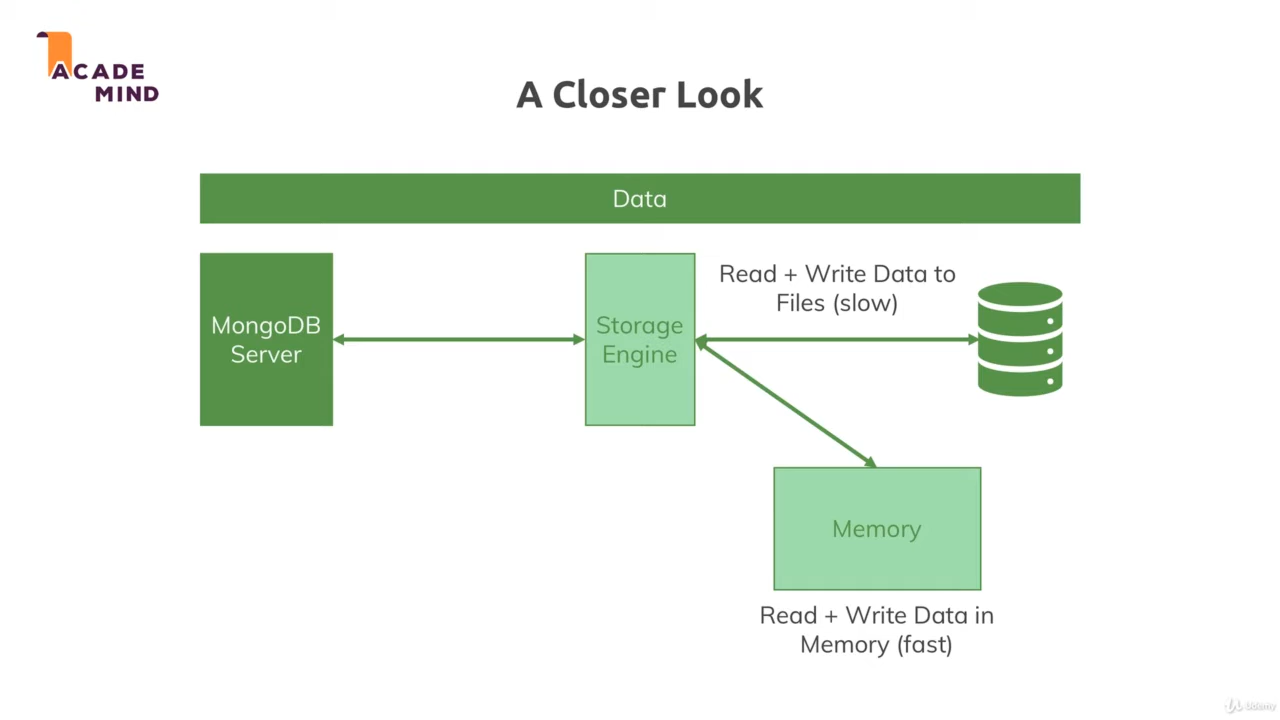 ACADE
MIND
A Closer Look
Data
MongoDB
Server
Storage
Engine
Read + Write Data to
Files (slow)
Memory
Read + Write Data in
Memory (fast)
Udemy